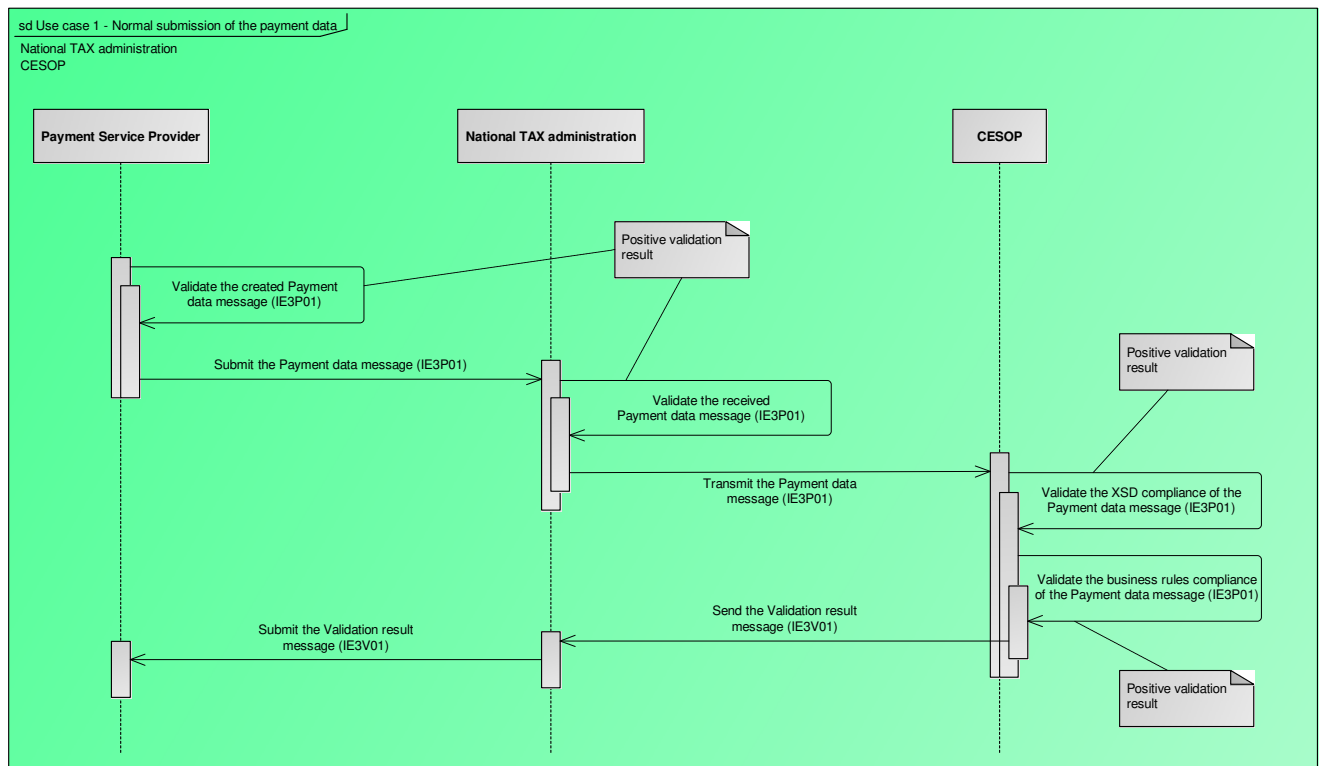 sd Use case 1 - Normal submission of the payment data
National TAX administration
CESOP
Payment Service Provider
National TAX administration
CESOP
Positive validation
result
Validate the created Payment
data message (IE3P01)
Submit the Payment data message (IE3P01)
Positive validation
result
Validate the received
Payment data message (IE3P01)
Transmit the Payment data
message (IE3P01)
Validate the XSD compliance of the
Payment data message (IE3P01)
Validate the business rules compliance
of the Payment data message (IE3P01)
Send the Validation result
message (IE3V01)
Submit the Validation result
message (IE3V01)
Positive validation
result